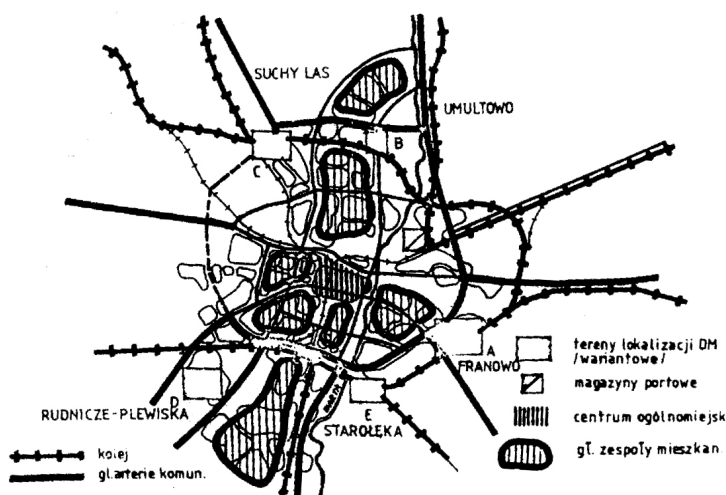 SUCHY LAS
UMULTOWO
B
C
A
FRANOWO
D
RUDNICZE-PLEWISKA
E
STAROŁĘKA
WARTA
kolej
gł.arterie komun.
tereny lokalizacji DM
/wariantowe/
magazyny portowe
centrum ogólnomiejsk
gł. zespoły mieszkan.